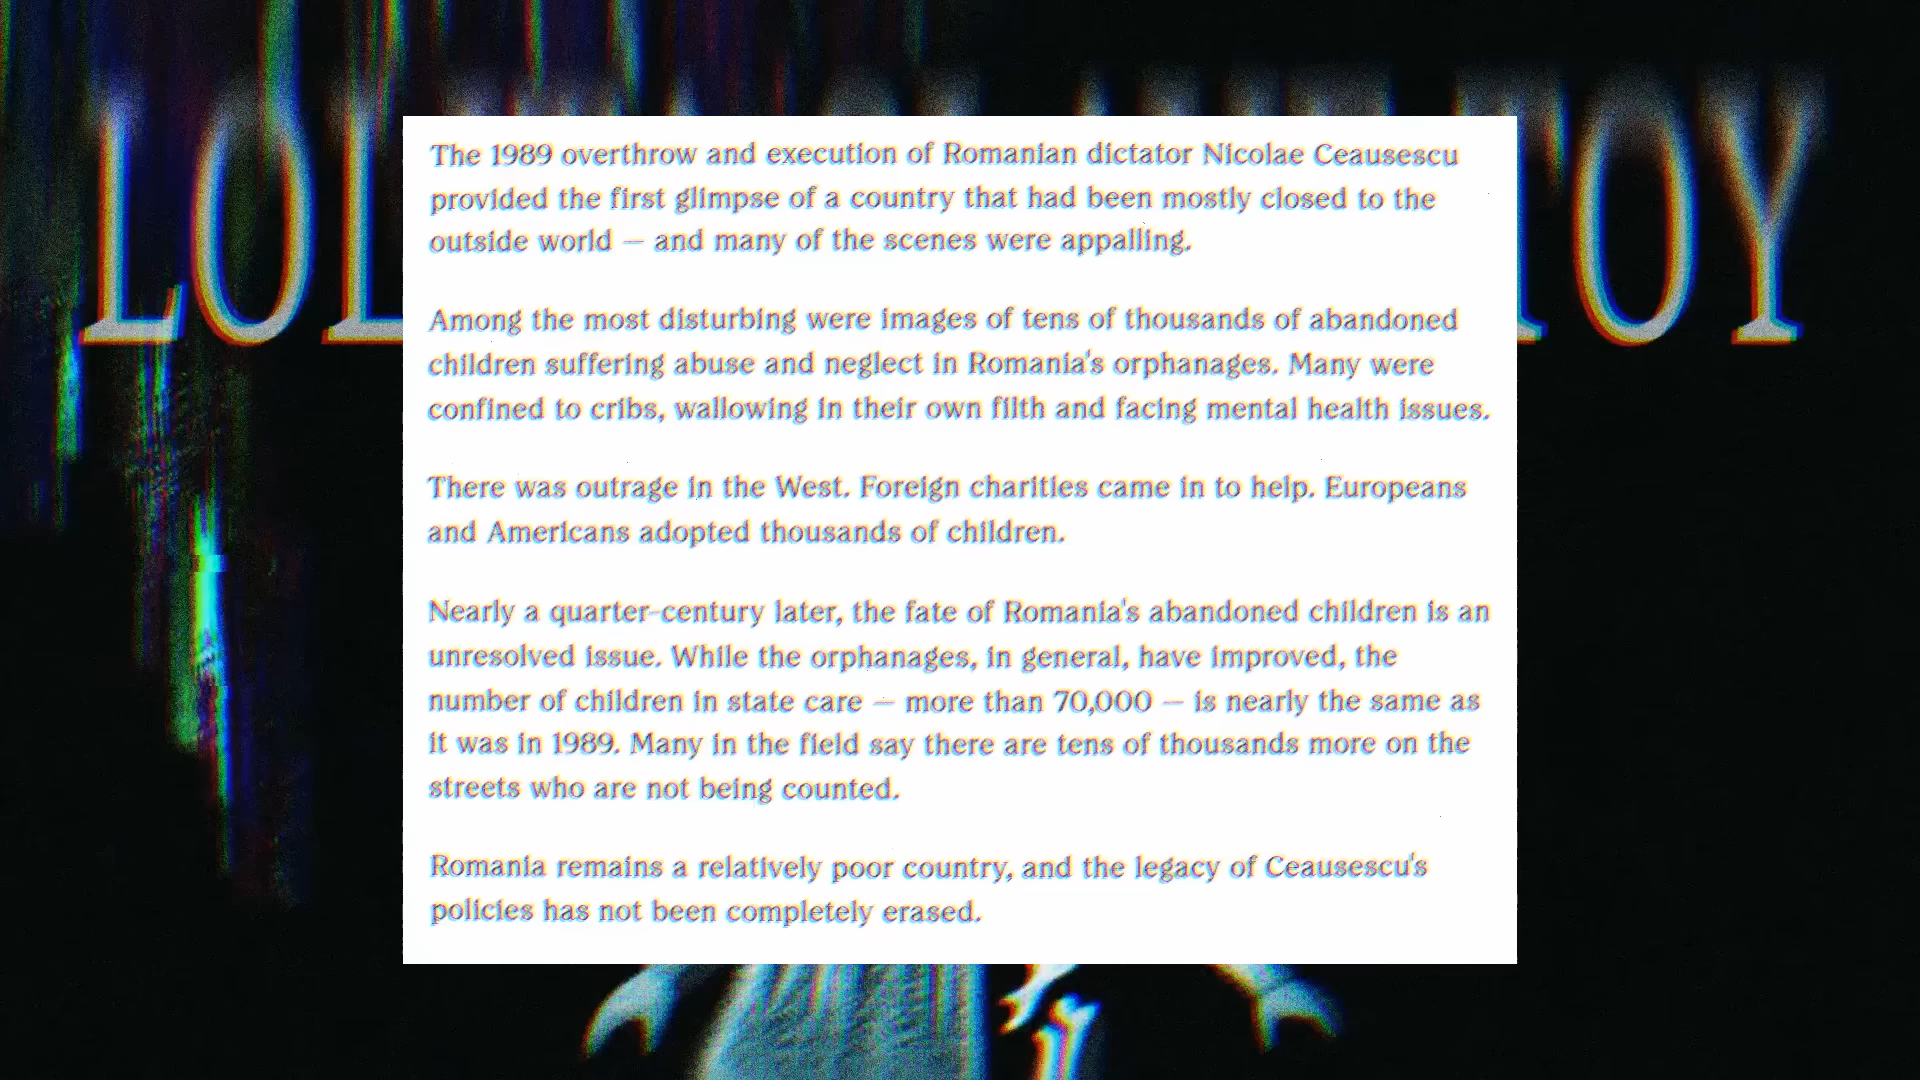 LOL TOY
The 1989 overthrow and execution of Romanian dictator Nicolae Ceausescu
provided the first glimpse of a country that had been mostly closed to the
outside world — and many of the scenes were appalling.
Among the most disturbing were images of tens of thousands of abandoned
children suffering abuse and neglect in Romania's orphanages. Many were
confined to cribs, wallowing in their own filth and facing mental health issues.
There was outrage in the West. Foreign charities came in to help. Europeans
and Americans adopted thousands of children.
Nearly a quarter-century later, the fate of Romania's abandoned children is an
unresolved issue. While the orphanages, in general, have improved, the
number of children in state care — more than 70,000 — is nearly the same as
it was in 1989. Many in the field say there are tens of thousands more on the
streets who are not being counted.
Romania remains a relatively poor country, and the legacy of Ceausescu's
policies has not been completely erased.